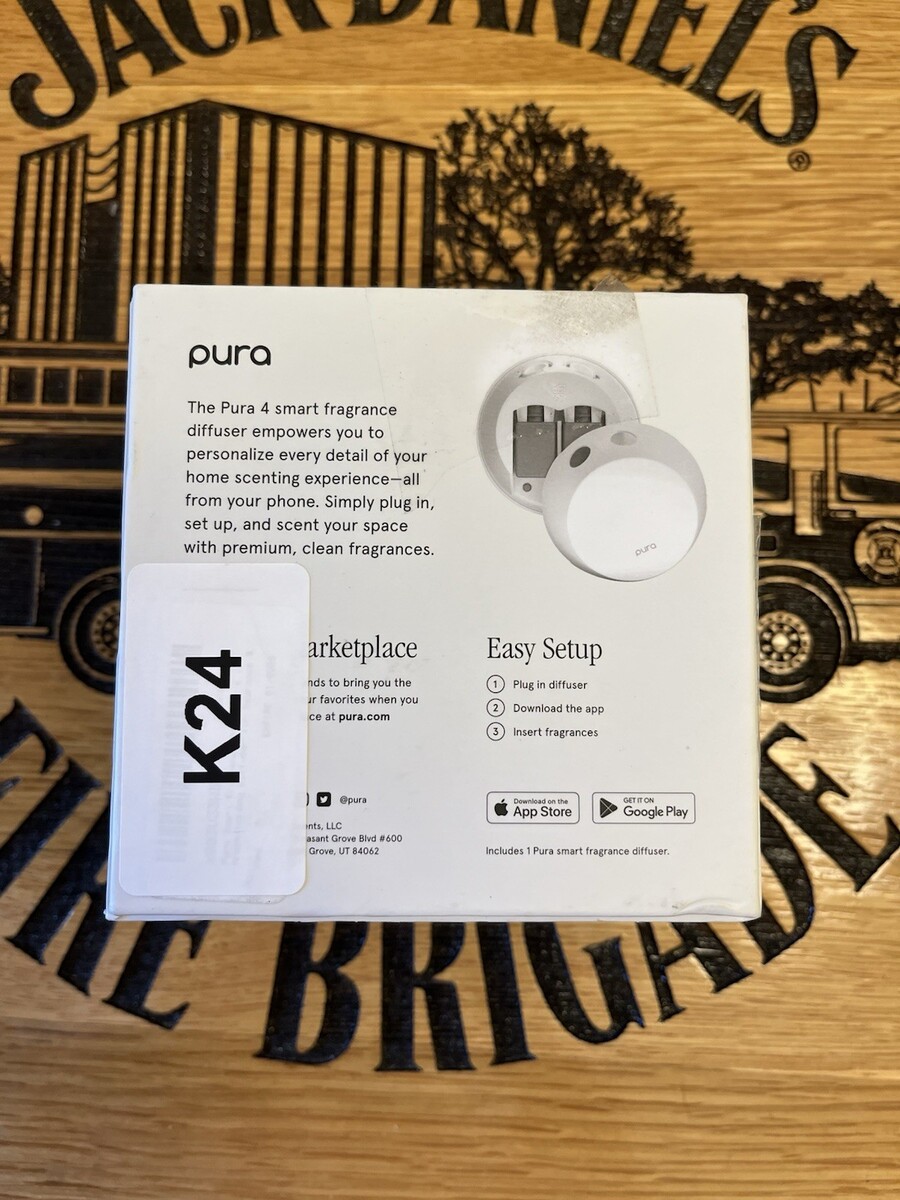 JACK DANIEL'S
®
pura
The Pura 4 smart fragrance
diffuser empowers you to
personalize every detail of your
home scenting experience—all
from your phone. Simply plug in,
set up, and scent your space
with premium, clean fragrances.
pura
arketplace
nds to bring you the
ur favorites when you
ce at pura.com
Easy Setup
1 Plug in diffuser
2 Download the app
3 Insert fragrances
K24
@pura
ents, LLC
asant Grove Blvd #600
Grove, UT 84062
Download on the
App Store
GET IT ON
Google Play
Includes 1 Pura smart fragrance diffuser.
FIRE BRIGADE